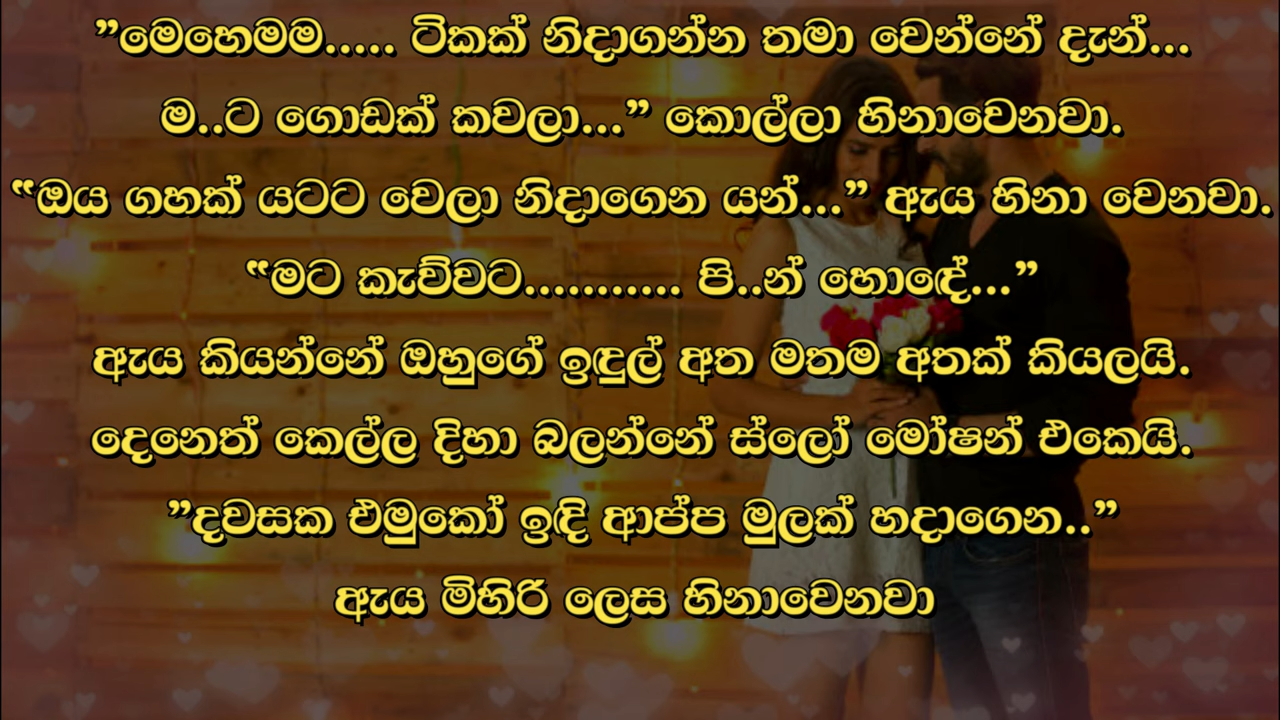 ”මෙහෙමම..... ටිකක් නිදාගන්න තමා වෙන්නේ දැන්...
ම..ට ගොඩක් කවලා...” කොල්ලා හිනාවෙනවා.
“ඔය ගහක් යටට වෙලා නිදාගෙන යන්...” ඇය හිනා වෙනවා.
“මට කැව්වට........... පි..න් හොඳේ...”
ඇය කියන්නේ ඔහුගේ ඉඳුල් අත මතම අතක් කියලයි.
දෙනෙත් කෙල්ල දිහා බලන්නේ ස්ලෝ මෝෂන් එකෙයි.
”දවසක එමුකෝ ඉඳි ආප්ප මුලක් හදාගෙන..”
ඇය මිහිරි ලෙස හිනාවෙනවා